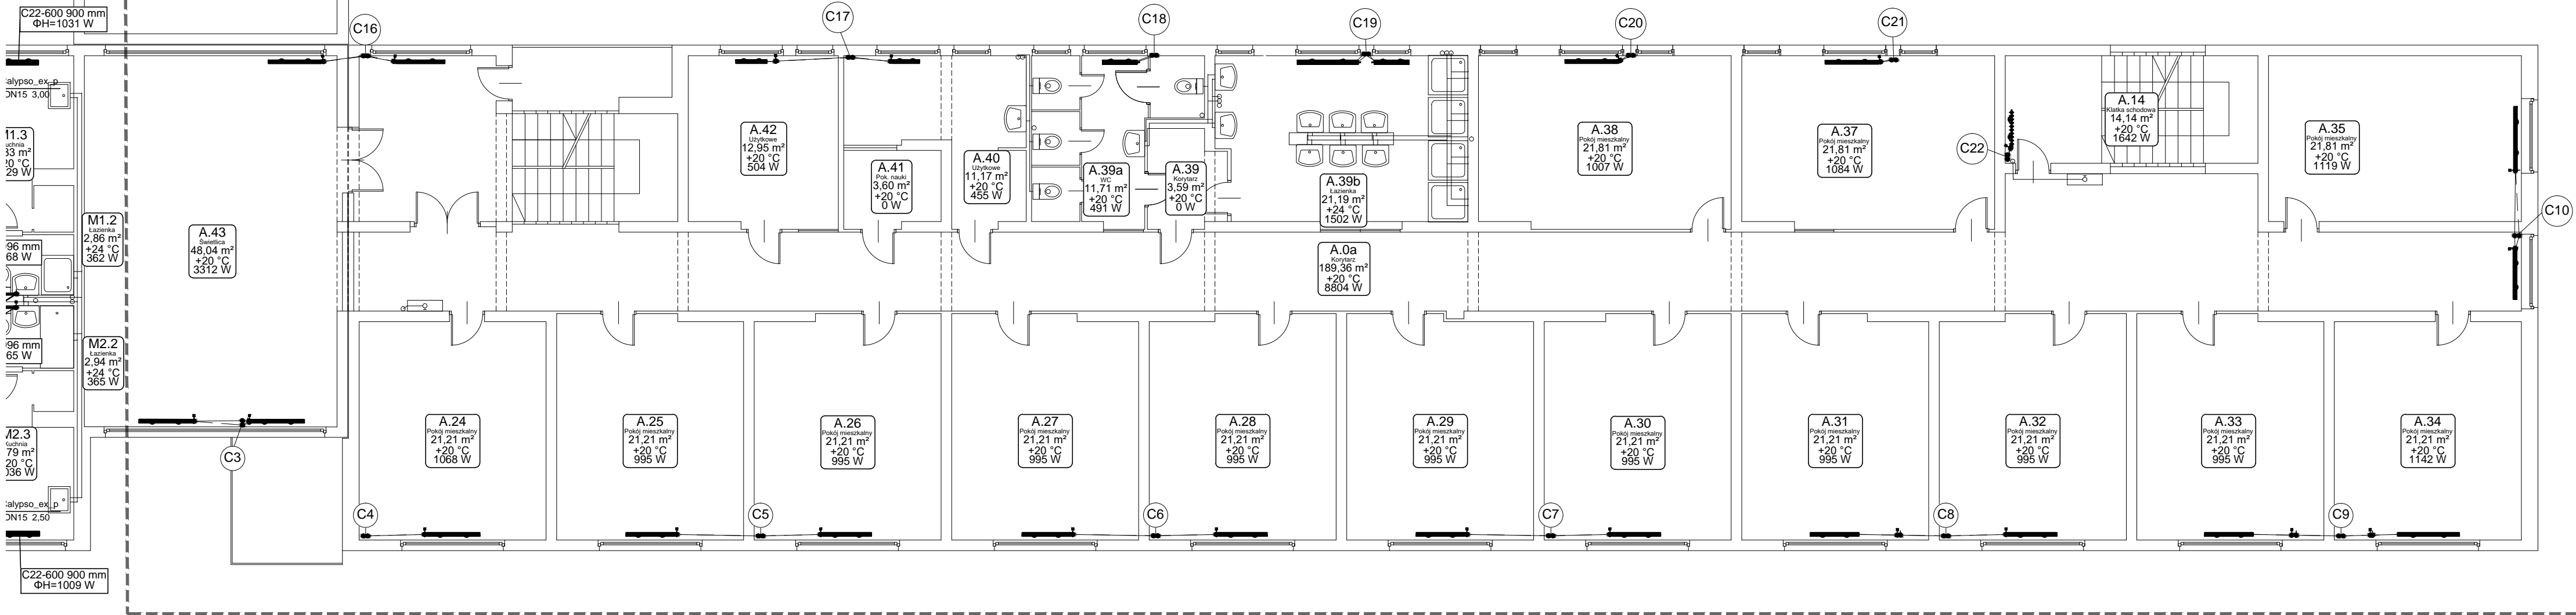 C22-600 900 mm
ΦH=1031 W
C16
C17
C18
C19
C20
C21
DN15 3,00
M1.2
Łazienka
2,86 m²
+24 °C
362 W
A.43
Świetlica
48,04 m²
+20 °C
3312 W
A.42
Użytkowe
12,95 m²
+20 °C
504 W
A.41
Pok. nauki
3,60 m²
+20 °C
0 W
A.40
Użytkowe
11,17 m²
+20 °C
455 W
A.39a
WC
11,71 m²
+20 °C
491 W
A.39
Korytarz
3,59 m²
+20 °C
0 W
A.39b
Łazienka
21,19 m²
+24 °C
1502 W
A.38
Pokój mieszkalny
21,81 m²
+20 °C
1007 W
A.37
Pokój mieszkalny
21,81 m²
+20 °C
1084 W
C22
A.14
Klatka schodowa
14,14 m²
+20 °C
1642 W
A.35
Pokój mieszkalny
21,81 m²
+20 °C
1119 W
C10
A.0a
Korytarz
189,36 m²
+20 °C
8804 W
M2.2
Łazienka
2,94 m²
+24 °C
365 W
C3
A.24
Pokój mieszkalny
21,21 m²
+20 °C
1068 W
A.25
Pokój mieszkalny
21,21 m²
+20 °C
995 W
A.26
Pokój mieszkalny
21,21 m²
+20 °C
995 W
A.27
Pokój mieszkalny
21,21 m²
+20 °C
995 W
A.28
Pokój mieszkalny
21,21 m²
+20 °C
995 W
A.29
Pokój mieszkalny
21,21 m²
+20 °C
995 W
A.30
Pokój mieszkalny
21,21 m²
+20 °C
995 W
A.31
Pokój mieszkalny
21,21 m²
+20 °C
995 W
A.32
Pokój mieszkalny
21,21 m²
+20 °C
995 W
A.33
Pokój mieszkalny
21,21 m²
+20 °C
995 W
A.34
Pokój mieszkalny
21,21 m²
+20 °C
1142 W
DN15 2,50
C4
C5
C6
C7
C8
C9
C22-600 900 mm
ΦH=1009 W